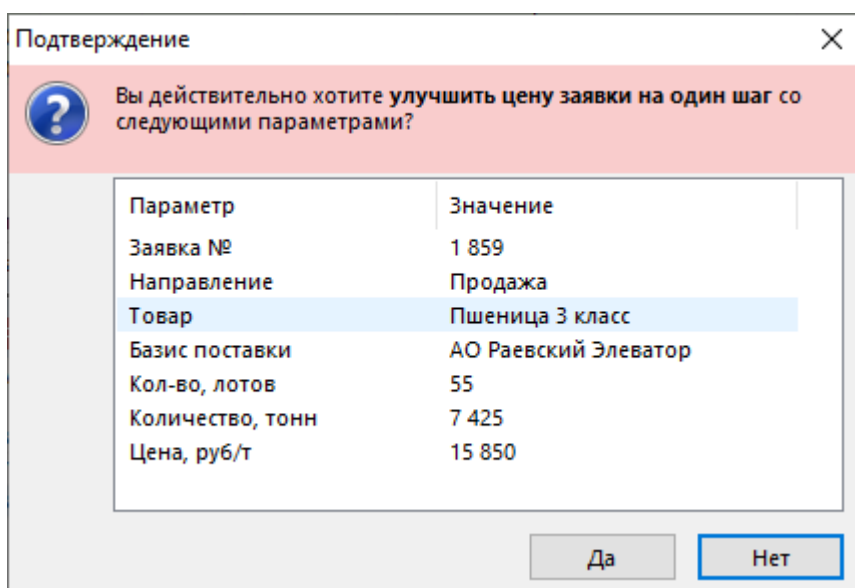 Подтверждение
Вы действительно хотите улучшить цену заявки на один шаг со
следующими параметрами?
Параметр Значение
Заявка № 1 859
Направление Продажа
Товар Пшеница 3 класс
Базис поставки АО Раевский Элеватор
Кол-во, лотов 55
Количество, тонн 7 425
Цена, руб/т 15 850
Да Нет